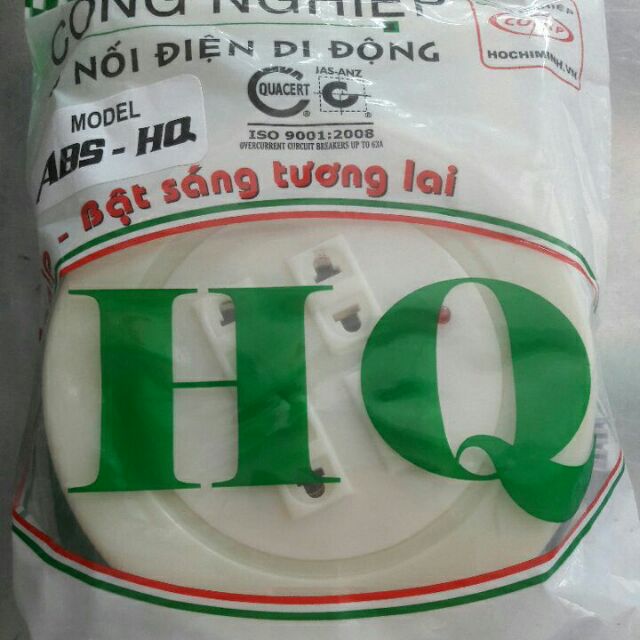 CÔNG NGHIỆP
NỐI ĐIỆN DI ĐỘNG
HOCHIMINH.VN
QUACERT
JAS-ANZ
MODEL
ABS - HQ
ISO 9001:2008
OVERCURRENT CIRCUIT BREAKERS UP TO 63A
- Bật sáng tương lai
HQ